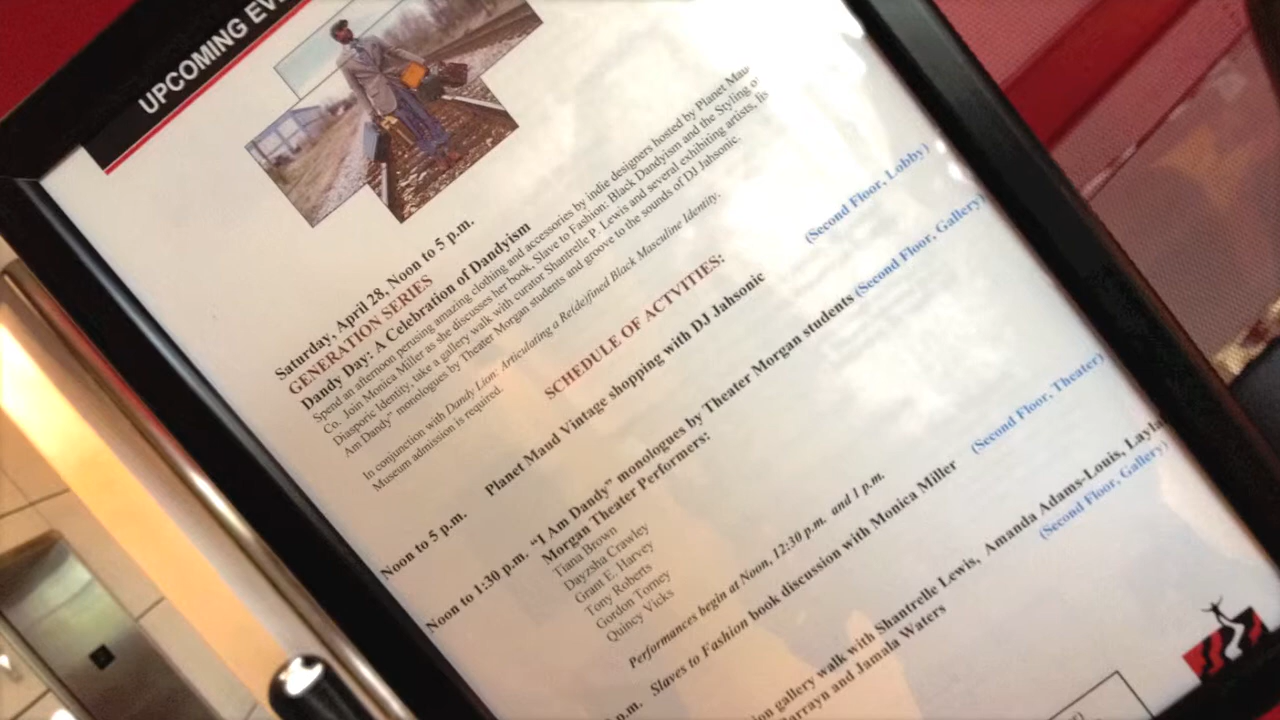 UPCOMING
Saturday, April 28, Noon to 5 p.m.
GENERATION SERIES
Dandy Day: A Celebration of Dandyism
Spend an afternoon perusing amazing clothing and accessories by indie designers hosted by Planet
Co. Join Monica Miller as she discusses her book, Slave to Fashion: Black Dandyism and the Styling
Diasporic Identity, take a gallery walk with curator Shantrelle P. Lewis and several exhibiting artists,
Am Dandy” monologues by Theater Morgan students and groove to the sounds of DJ Jahsonic.
In conjunction with Dandy Lion: Articulating a Re(de)fined Black Masculine Identity.
Museum admission is required.
SCHEDULE OF ACTVITIES:
Noon to 5 p.m. Planet Maud Vintage shopping with DJ Jahsonic (Second Floor, Lobby)
Noon to 1:30 p.m. “I Am Dandy” monologues by Theater Morgan students (Second Floor, Gallery)
Morgan Theater Performers:
Tiana Brown
Dayzsha Crawley
Grant E. Harvey
Tony Roberts
Gordon Torney
Quincy Vicks
Performances begin at Noon, 12:30 p.m. and 1 p.m.
p.m. Slaves to Fashion book discussion with Monica Miller (Second Floor, Theater)
gallery walk with Shantrelle Lewis, Amanda Adams-Louis,
and Jamala Waters (Second Floor, Gallery)